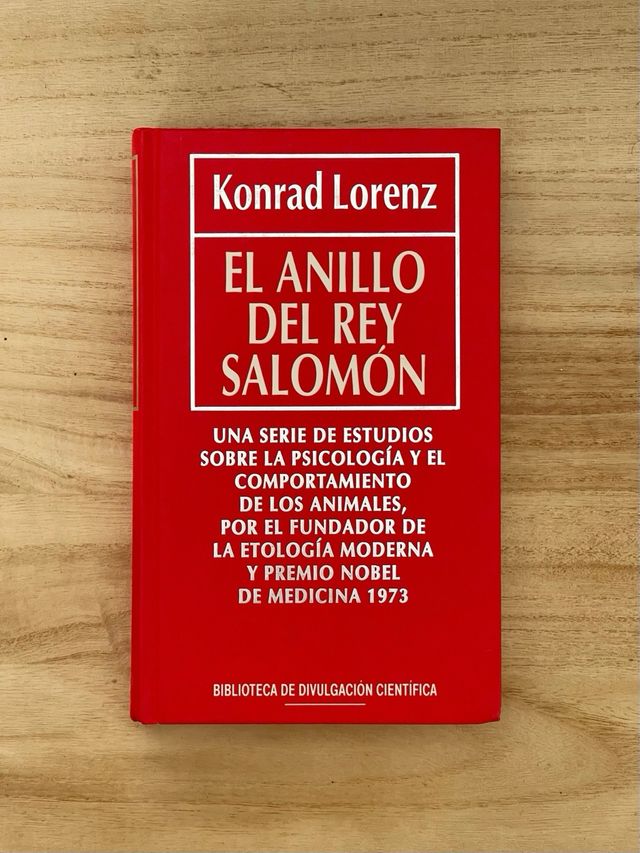 Konrad Lorenz
EL ANILLO
DEL REY
SALOMÓN
UNA SERIE DE ESTUDIOS
SOBRE LA PSICOLOGÍA Y EL
COMPORTAMIENTO
DE LOS ANIMALES,
POR EL FUNDADOR DE
LA ETOLOGÍA MODERNA
Y PREMIO NOBEL
DE MEDICINA 1973
BIBLIOTECA DE DIVULGACIÓN CIENTÍFICA